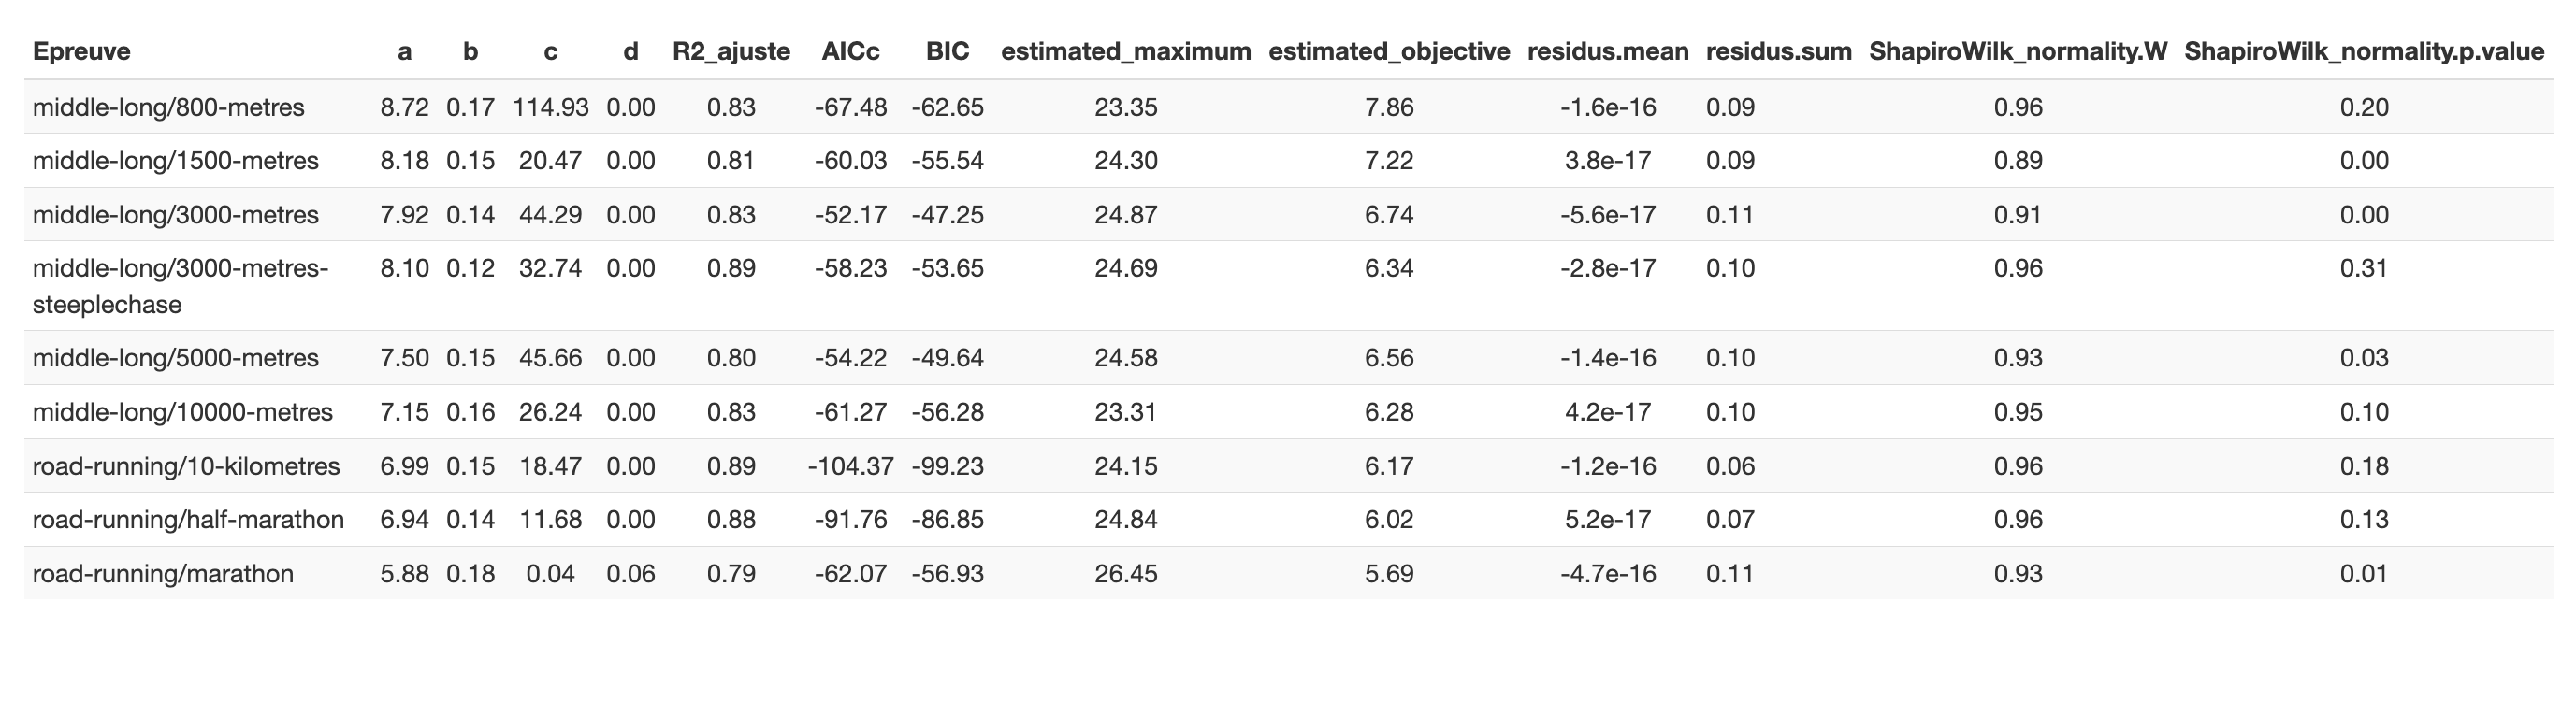 Epreuve a b c d R2_ajuste AICc BIC estimated_maximum estimated_objective residus.mean residus.sum ShapiroWilk_normality.W ShapiroWilk_normality.p.value
middle-long/800-metres 8.72 0.17 114.93 0.00 0.83 -67.48 -62.65 23.35 7.86 -1.6e-16 0.09 0.96 0.20
middle-long/1500-metres 8.18 0.15 20.47 0.00 0.81 -60.03 -55.54 24.30 7.22 3.8e-17 0.09 0.89 0.00
middle-long/3000-metres 7.92 0.14 44.29 0.00 0.83 -52.17 -47.25 24.87 6.74 -5.6e-17 0.11 0.91 0.00
middle-long/3000-metres- 8.10 0.12 32.74 0.00 0.89 -58.23 -53.65 24.69 6.34 -2.8e-17 0.10 0.96 0.31
steeplechase
middle-long/5000-metres 7.50 0.15 45.66 0.00 0.80 -54.22 -49.64 24.58 6.56 -1.4e-16 0.10 0.93 0.03
middle-long/10000-metres 7.15 0.16 26.24 0.00 0.83 -61.27 -56.28 23.31 6.28 4.2e-17 0.10 0.95 0.10
road-running/10-kilometres 6.99 0.15 18.47 0.00 0.89 -104.37 -99.23 24.15 6.17 -1.2e-16 0.06 0.96 0.18
road-running/half-marathon 6.94 0.14 11.68 0.00 0.88 -91.76 -86.85 24.84 6.02 5.2e-17 0.07 0.96 0.13
road-running/marathon 5.88 0.18 0.04 0.06 0.79 -62.07 -56.93 26.45 5.69 -4.7e-16 0.11 0.93 0.01